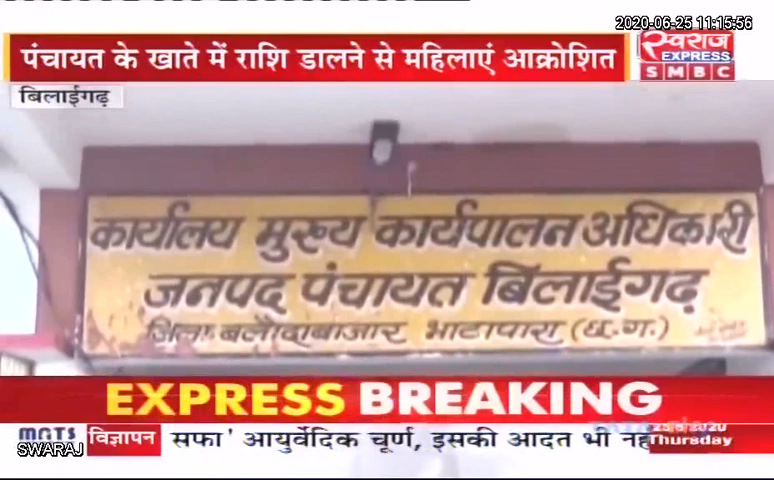 2020-06-25 11:15:56
पंचायत के खाते में राशि डालने से महिलाएं आक्रोशित
स्वराज
EXPRESS
SMBC
बिलाईगढ़
कार्यालय मुख्य कार्यपालन अधिकारी
जनपद पंचायत बिलाईगढ़
जिला बलौदाबाजार भाटापारा (छ.ग.)
EXPRESS BREAKING
विज्ञापन सफा' आयुर्वेदिक चूर्ण, इसकी आदत भी
SWARAJ
Thursday